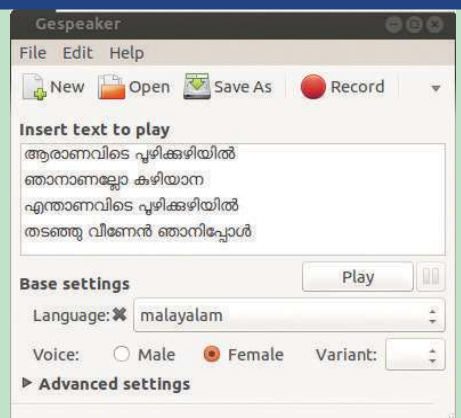 Gespeaker
File Edit Help
New Open Save As Record
Insert text to play
ആരാണവിടെ പൂഴിക്കുഴിയിൽ
ഞാനാണല്ലോ കുഴിയാന
എന്താണവിടെ പൂഴിക്കുഴിയിൽ
തടഞ്ഞു വീണേൻ ഞാനിപ്പോൾ
Play
Base settings
Language: malayalam
Voice: Male Female Variant:
Advanced settings